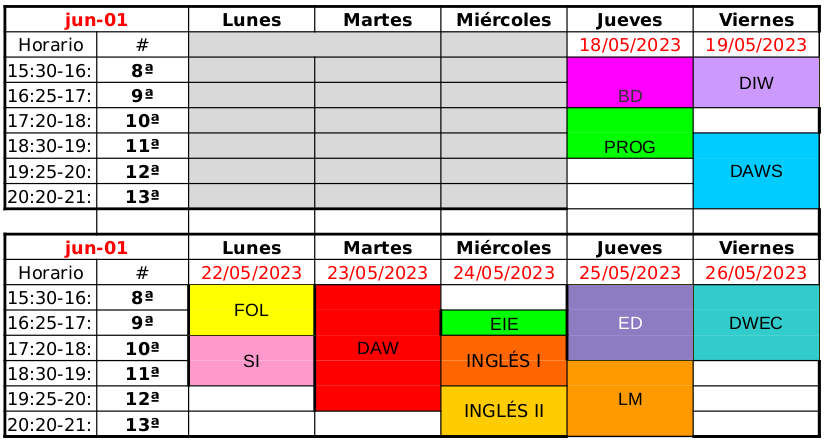 jun-01 Lunes Martes Miércoles Jueves Viernes
Horario # 18/05/2023 19/05/2023
15:30-16: 8ª
DIW
16:25-17: 9ª BD
17:20-18: 10ª
18:30-19: 11ª PROG
19:25-20: 12ª DAWS
20:20-21: 13ª
jun-01 Lunes Martes Miércoles Jueves Viernes
Horario # 22/05/2023 23/05/2023 24/05/2023 25/05/2023 26/05/2023
15:30-16: 8ª
FOL
16:25-17: 9ª EIE ED DWEC
17:20-18: 10ª DAW
SI INGLÉS I
18:30-19: 11ª
19:25-20: 12ª LM
INGLÉS II
20:20-21: 13ª